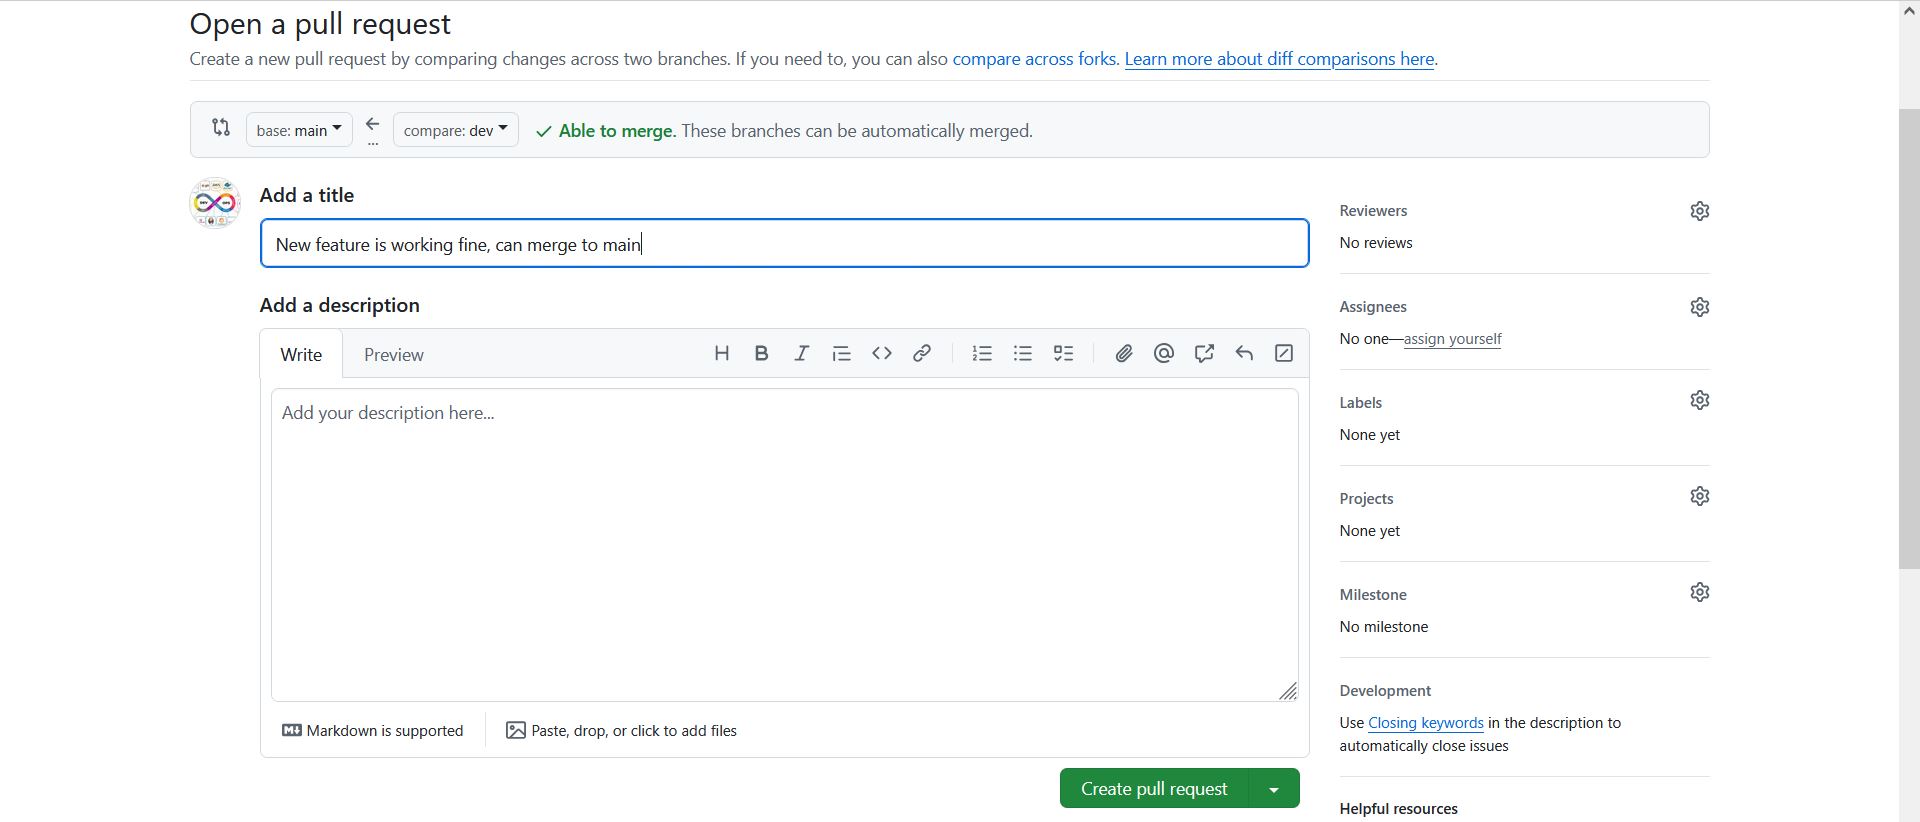 Open a pull request
Create a new pull request by comparing changes across two branches. If you need to, you can also compare across forks. Learn more about diff comparisons here.
base: main
...
compare: dev
Able to merge. These branches can be automatically merged.
Add a title
New feature is working fine, can merge to main
Add a description
Write Preview
Add your description here...
Markdown is supported
Paste, drop, or click to add files
Create pull request
Reviewers
No reviews
Assignees
No one—assign yourself
Labels
None yet
Projects
None yet
Milestone
No milestone
Development
Use Closing keywords in the description to
automatically close issues
Helpful resources